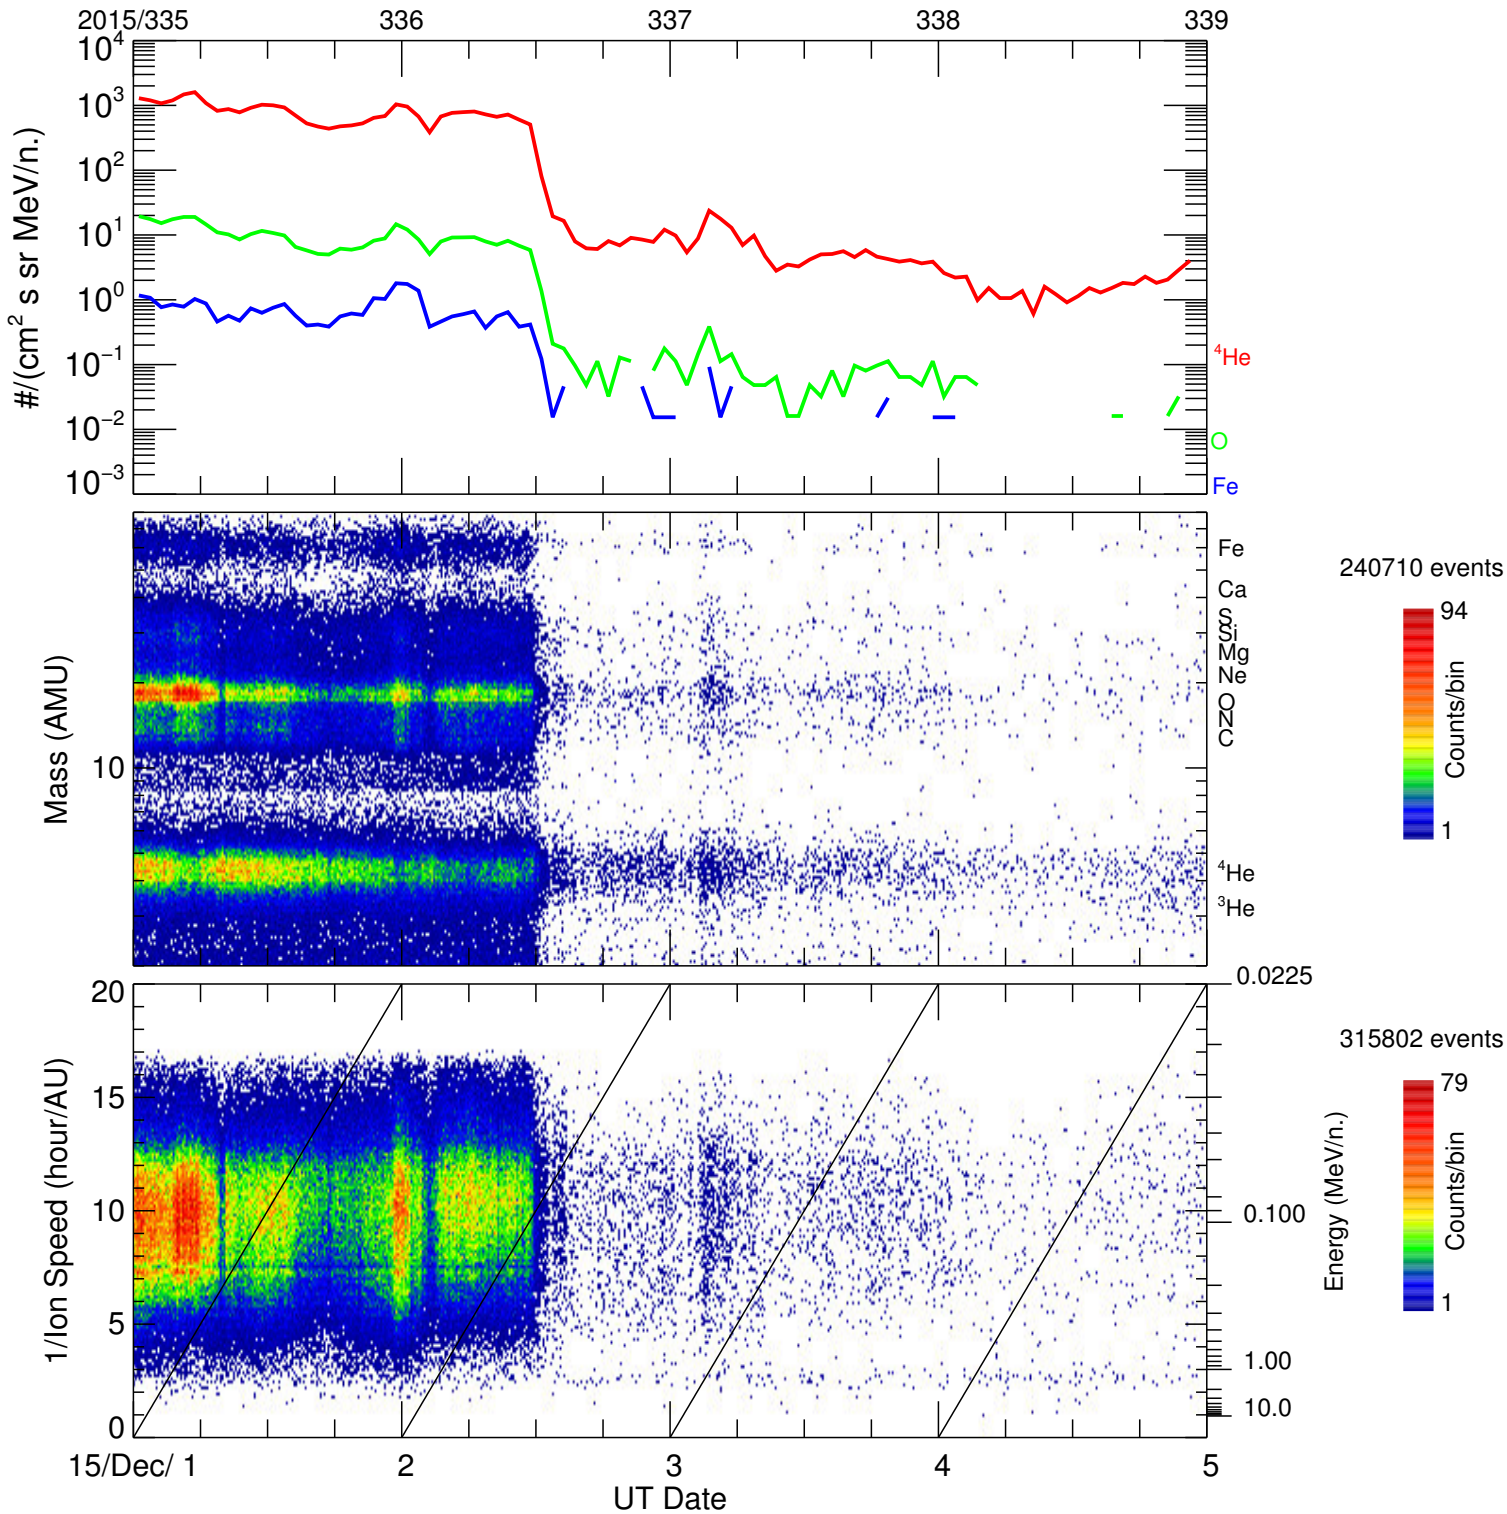 2015/335 336 337 338 339
10⁴
10³
10²
10¹
10⁰
10⁻¹
10⁻²
10⁻³
#/(cm² s sr MeV/n.)
⁴He
O
Fe
Mass (AMU)
10
Fe
Ca
S
Si
Mg
Ne
O
N
C
⁴He
³He
240710 events
94
Counts/bin
1
20
15
10
5
0
1/Ion Speed (hour/AU)
0.0225
0.100
1.00
10.0
Energy (MeV/n.)
315802 events
79
Counts/bin
1
15/Dec/ 1 2 3 4 5
UT Date